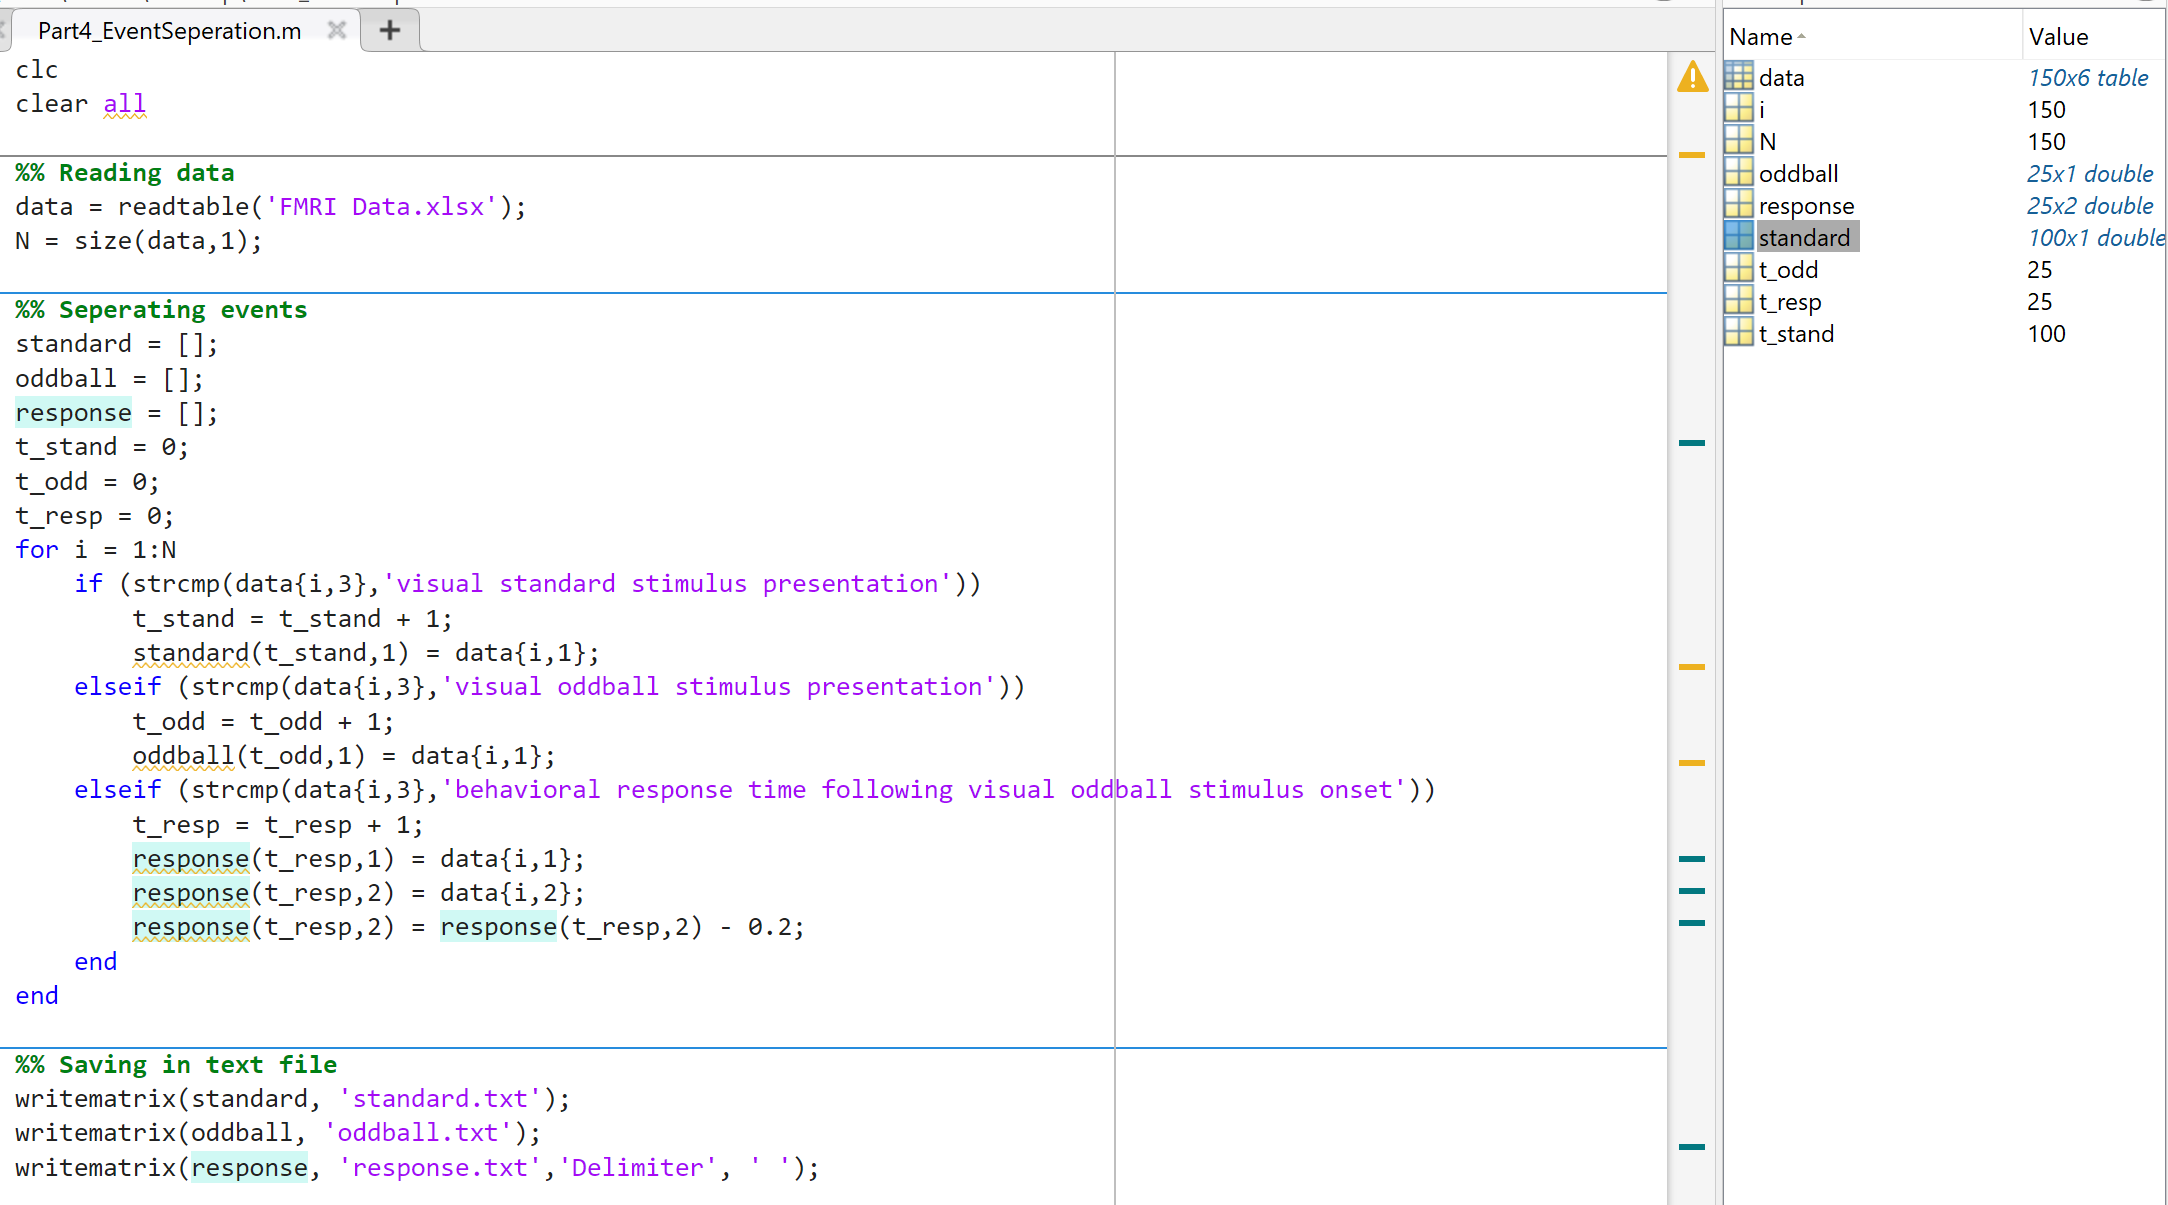 Part4_EventSeperation.m
clc
clear all
%% Reading data
data = readtable('FMRI Data.xlsx');
N = size(data,1);
%% Seperating events
standard = [];
oddball = [];
response = [];
t_stand = 0;
t_odd = 0;
t_resp = 0;
for i = 1:N
    if (strcmp(data{i,3},'visual standard stimulus presentation'))
        t_stand = t_stand + 1;
        standard(t_stand,1) = data{i,1};
    elseif (strcmp(data{i,3},'visual oddball stimulus presentation'))
        t_odd = t_odd + 1;
        oddball(t_odd,1) = data{i,1};
    elseif (strcmp(data{i,3},'behavioral response time following visual oddball stimulus onset'))
        t_resp = t_resp + 1;
        response(t_resp,1) = data{i,1};
        response(t_resp,2) = data{i,2};
        response(t_resp,2) = response(t_resp,2) - 0.2;
    end
end
%% Saving in text file
writematrix(standard, 'standard.txt');
writematrix(oddball, 'oddball.txt');
writematrix(response, 'response.txt','Delimiter', ' ');
Name Value
data 150x6 table
i 150
N 150
oddball 25x1 double
response 25x2 double
standard 100x1 double
t_odd 25
t_resp 25
t_stand 100